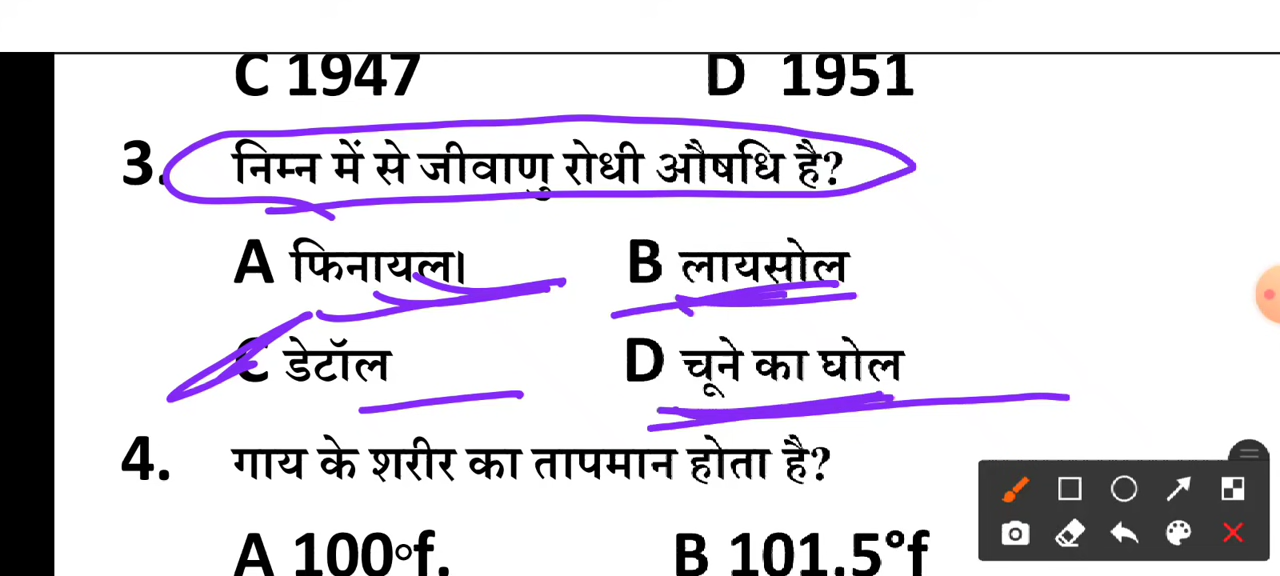 C 1947 D 1951
3. निम्न में से जीवाणु रोधी औषधि है?
A फिनायल। B लायसोल
C डेटॉल D चूने का घोल
4. गाय के शरीर का तापमान होता है?
A 100°f. B 101.5°f